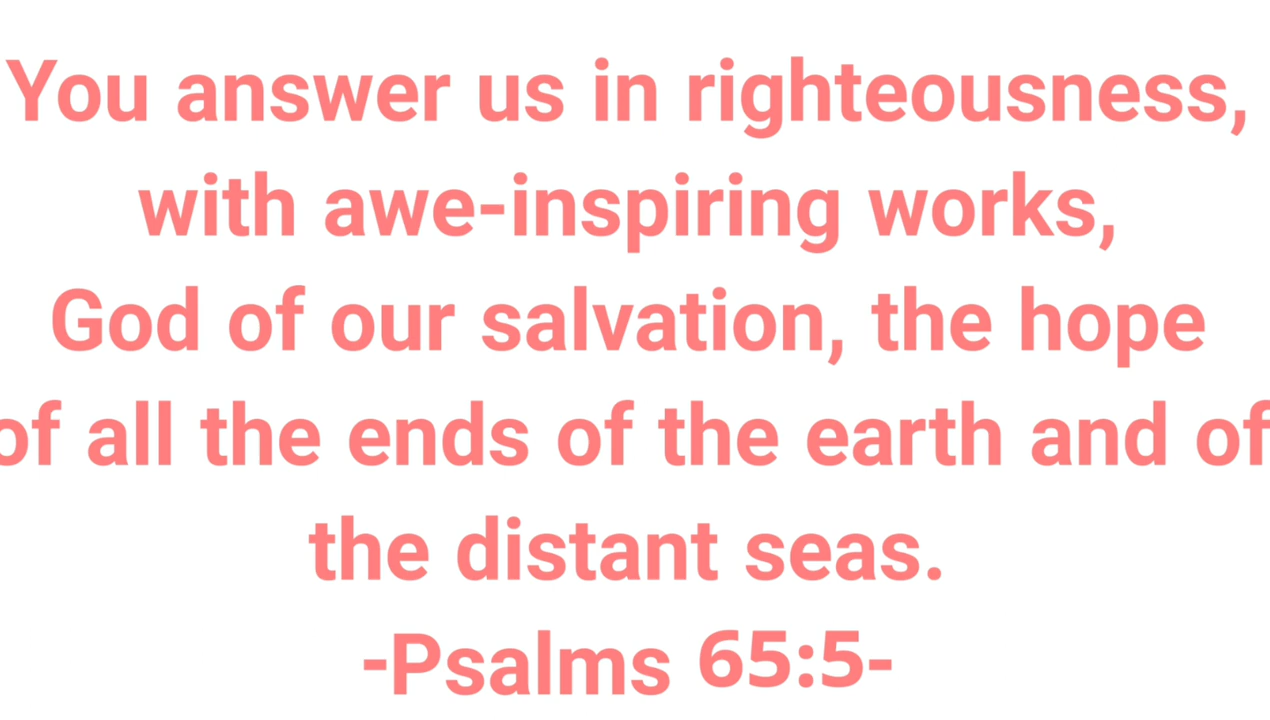 You answer us in righteousness,
with awe-inspiring works,
God of our salvation, the hope
of all the ends of the earth and of
the distant seas.
-Psalms 65:5-